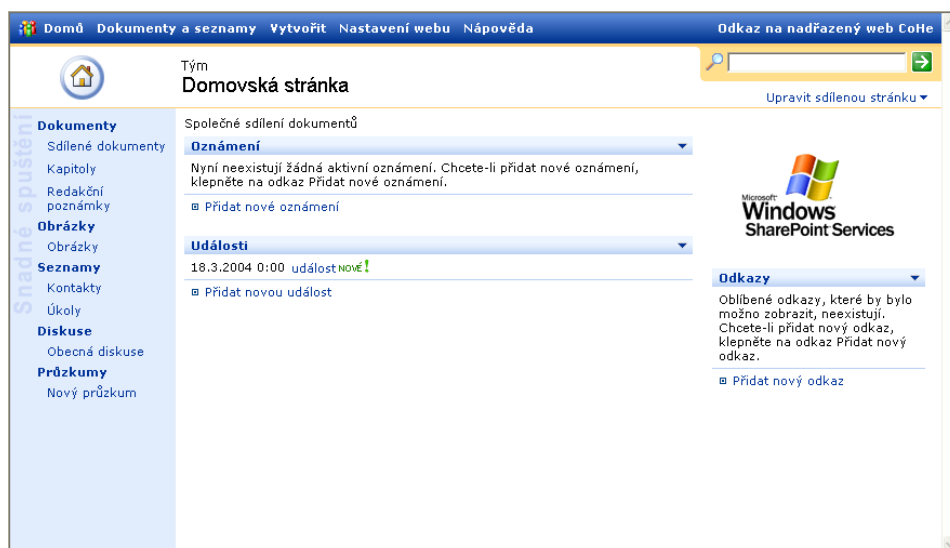 Domů Dokumenty a seznamy Vytvořit Nastavení webu Nápověda Odkaz na nadřazený web CoHe
Tým
Domovská stránka
Upravit sdílenou stránku
Snadné spuštění
Dokumenty
Sdílené dokumenty
Kapitoly
Redakční
poznámky
Obrázky
Obrázky
Seznamy
Kontakty
Úkoly
Diskuse
Obecná diskuse
Průzkumy
Nový průzkum
Společné sdílení dokumentů
Oznámení
Nyní neexistují žádná aktivní oznámení. Chcete-li přidat nové oznámení,
klepněte na odkaz Přidat nové oznámení.
Přidat nové oznámení
Události
18.3.2004 0:00 událost NOVÉ!
Přidat novou událost
Microsoft
Windows
SharePoint Services
Odkazy
Oblíbené odkazy, které by bylo
možno zobrazit, neexistují.
Chcete-li přidat nový odkaz,
klepněte na odkaz Přidat nový
odkaz.
Přidat nový odkaz